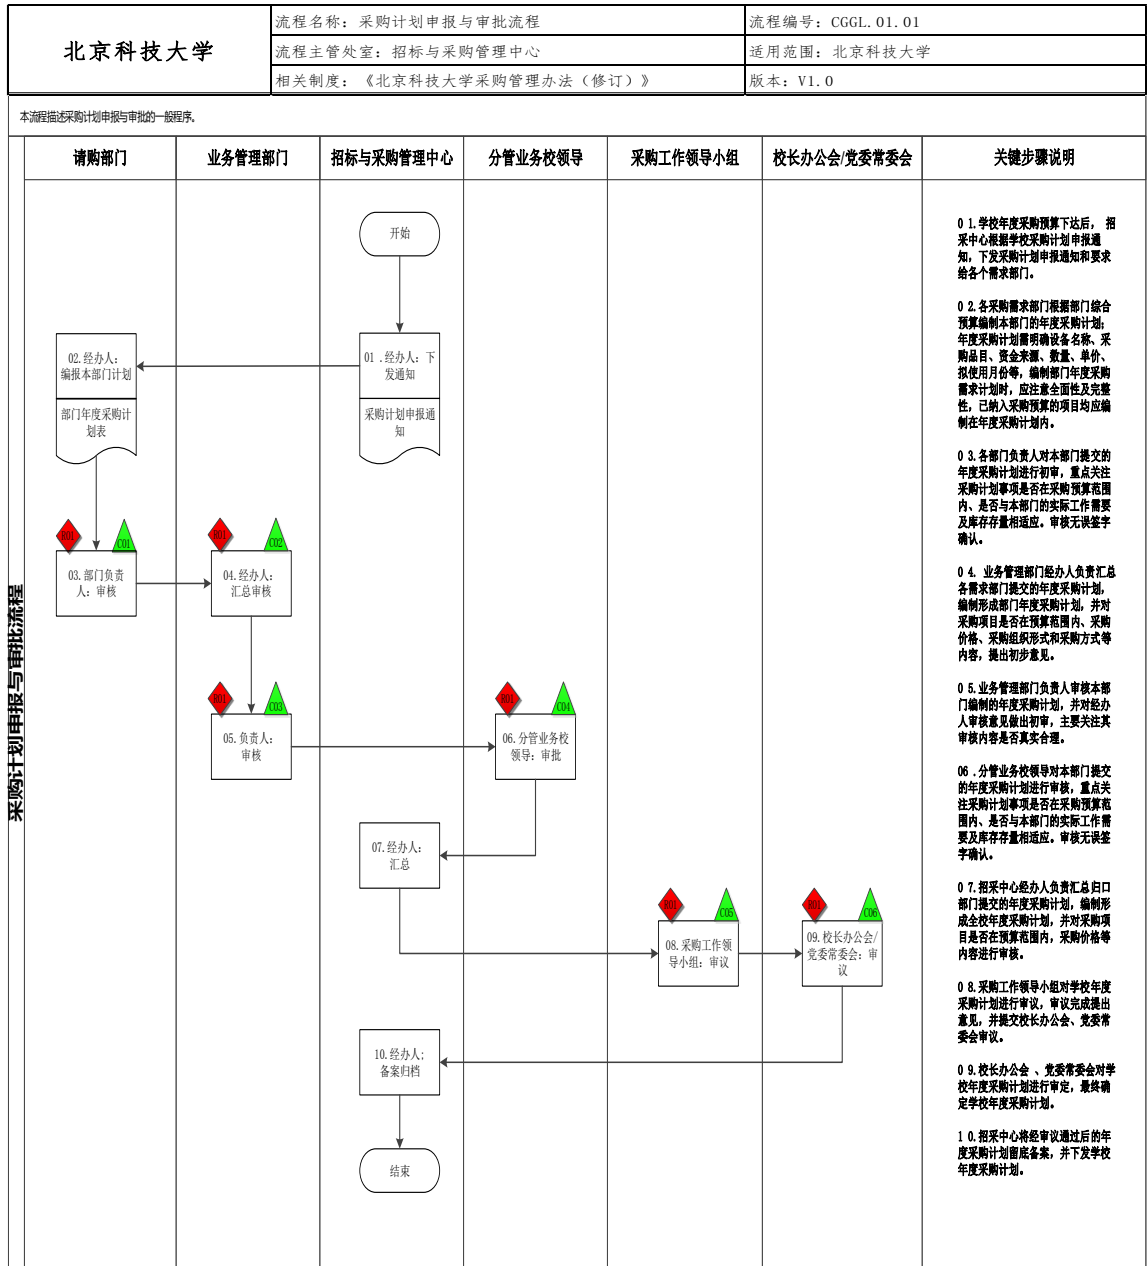 北京科技大学
流程名称：采购计划申报与审批流程
流程编号：CGGL.01.01
流程主管处室：招标与采购管理中心
适用范围：北京科技大学
相关制度：《北京科技大学采购管理办法（修订）》
版本：V1.0
本流程描述采购计划申报与审批的一般程序。
采购计划申报与审批流程
请购部门
业务管理部门
招标与采购管理中心
分管业务校领导
采购工作领导小组
校长办公会/党委常委会
关键步骤说明
开始
01 .经办人：下
发通知
采购计划申报通
知
02.经办人：
编报本部门计划
部门年度采购计
划表
R01
C01
03.部门负责
人：审核
R01
C02
04.经办人：
汇总审核
R01
C03
05.负责人：
审核
R01
C04
06.分管业务校
领导：审批
07.经办人：
汇总
R01
C05
08.采购工作领
导小组：审议
R01
C06
09.校长办公会/
党委常委会：审
议
10.经办人：
备案归档
结束
0 1.学校年度采购预算下达后， 招
采中心根据学校采购计划申报通
知，下发采购计划申报通知和要求
给各个需求部门。
0 2.各采购需求部门根据部门综合
预算编制本部门的年度采购计划；
年度采购计划需明确设备名称、采
购品目、资金来源、数量、单价、
拟使用月份等，编制部门年度采购
需求计划时，应注意全面性及完整
性，已纳入采购预算的项目均应编
制在年度采购计划内。
0 3.各部门负责人对本部门提交的
年度采购计划进行初审，重点关注
采购计划事项是否在采购预算范围
内、是否与本部门的实际工作需要
及库存存量相适应。审核无误签字
确认。
0 4. 业务管理部门经办人负责汇总
各需求部门提交的年度采购计划，
编制形成部门年度采购计划，并对
采购项目是否在预算范围内、采购
价格、采购组织形式和采购方式等
内容，提出初步意见。
0 5.业务管理部门负责人审核本部
门编制的年度采购计划，并对经办
人审核意见做出初审，主要关注其
审核内容是否真实合理。
06 .分管业务校领导对本部门提交
的年度采购计划进行审核，重点关
注采购计划事项是否在采购预算范
围内、是否与本部门的实际工作需
要及库存存量相适应。审核无误签
字确认。
0 7.招采中心经办人负责汇总归口
部门提交的年度采购计划，编制形
成全校年度采购计划，并对采购项
目是否在预算范围内，采购价格等
内容进行审核。
0 8.采购工作领导小组对学校年度
采购计划进行审议，审议完成提出
意见，并提交校长办公会、党委常
委会审议。
0 9.校长办公会 、党委常委会对学
校年度采购计划进行审定，最终确
定学校年度采购计划。
1 0.招采中心将经审议通过后的年
度采购计划留底备案，并下发学校
年度采购计划。